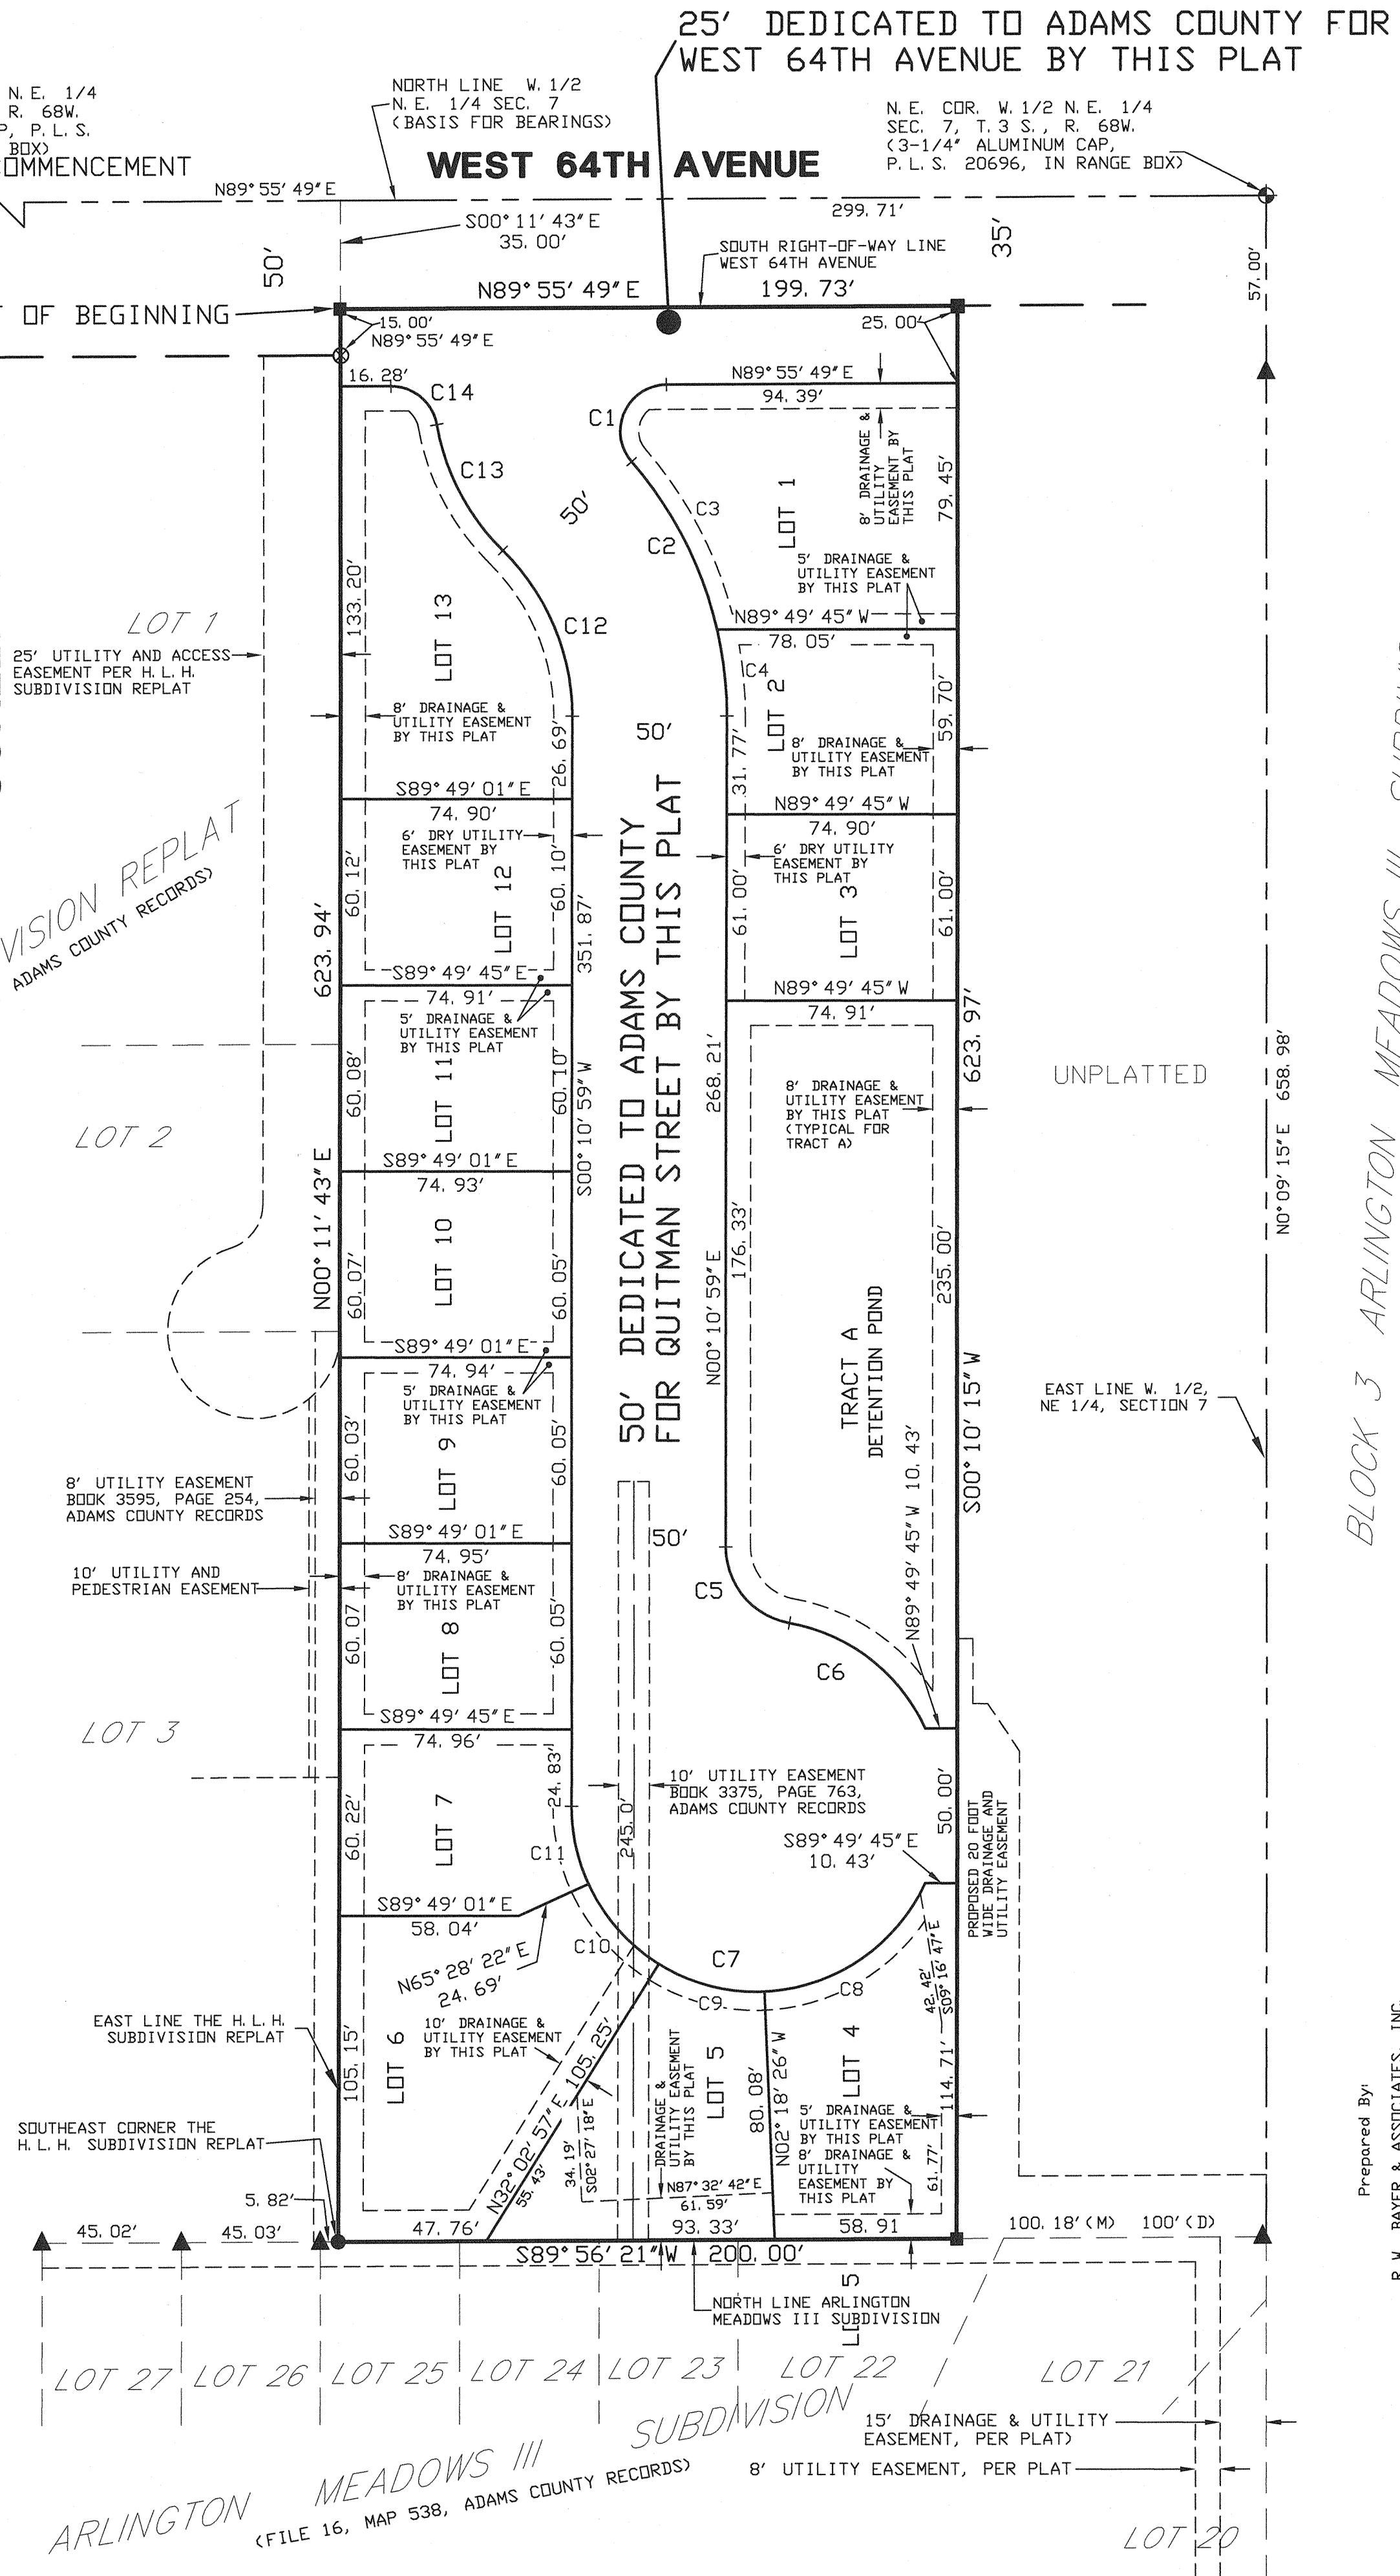 25' DEDICATED TO ADAMS COUNTY FOR
WEST 64TH AVENUE BY THIS PLAT
N.E. 1/4
R. 68W.
P, P.L.S.
BOX)
OMMENCEMENT
NORTH LINE W. 1/2
N.E. 1/4 SEC. 7
(BASIS FOR BEARINGS)
N.E. COR. W. 1/2 N.E. 1/4
SEC. 7, T. 3 S., R. 68W.
(3-1/4" ALUMINUM CAP,
P.L.S. 20696, IN RANGE BOX)
WEST 64TH AVENUE
N89°55'49"E
299.71'
S00°11'43"E
35.00'
50'
35'
57.00'
SOUTH RIGHT-OF-WAY LINE
WEST 64TH AVENUE
N89°55'49"E 199.73'
OF BEGINNING
15.00'
N89°55'49"E
25.00'
16.28'
C14
C13
C12
C1
N89°55'49"E
94.39'
C3
C2
50'
LOT 1
8' DRAINAGE &
UTILITY
EASEMENT BY
THIS PLAT
79.45'
5' DRAINAGE &
UTILITY EASEMENT
BY THIS PLAT
N89°49'45"W
78.05'
LOT 1
25' UTILITY AND ACCESS
EASEMENT PER H.L.H.
SUBDIVISION REPLAT
133.20'
LOT 13
8' DRAINAGE &
UTILITY EASEMENT
BY THIS PLAT
26.69'
S89°49'01"E
74.90'
C4
LOT 2
59.70'
8' DRAINAGE &
UTILITY EASEMENT
BY THIS PLAT
50'
31.77'
N89°49'45"W
74.90'
6' DRY UTILITY
EASEMENT BY
THIS PLAT
60.12'
LOT 12
60.10'
351.87'
6' DRY UTILITY
EASEMENT BY
THIS PLAT
61.00'
LOT 3
61.00'
VISION REPLAT
ADAMS COUNTY RECORDS)
623.94'
S89°49'45"E
74.91'
5' DRAINAGE &
UTILITY EASEMENT
BY THIS PLAT
N89°49'45"W
74.91'
60.08'
LOT 11
60.10'
S00°10'59"W
268.21'
623.97'
UNPLATTED
N0°09'15"E 658.98'
BLOCK 3 ARLINGTON MEADOWS III
50' DEDICATED TO ADAMS COUNTY
FOR QUITMAN STREET BY THIS PLAT
8' DRAINAGE &
UTILITY EASEMENT
BY THIS PLAT
(TYPICAL FOR
TRACT A)
LOT 2
N00°11'43"E
S89°49'01"E
74.93'
60.07'
LOT 10
60.05'
N00°10'59"E
176.33'
235.00'
TRACT A
DETENTION POND
S89°49'01"E
74.94'
5' DRAINAGE &
UTILITY EASEMENT
BY THIS PLAT
60.03'
LOT 9
60.05'
N89°49'45"W 10.43'
S00°10'15"W
EAST LINE W. 1/2,
NE 1/4, SECTION 7
8' UTILITY EASEMENT
BOOK 3595, PAGE 254,
ADAMS COUNTY RECORDS
S89°49'01"E
74.95'
50'
10' UTILITY AND
PEDESTRIAN EASEMENT
8' DRAINAGE &
UTILITY EASEMENT
BY THIS PLAT
60.07
LOT 8
60.05'
C5
C6
LOT 3
S89°49'45"E
74.96'
24.83'
60.22'
LOT 7
C11
245.0'
10' UTILITY EASEMENT
BOOK 3375, PAGE 763,
ADAMS COUNTY RECORDS
S89°49'45"E
10.43'
50.00'
PROPOSED 20 FOOT
WIDE DRAINAGE AND
UTILITY EASEMENT
S89°49'01"E
58.04'
N65°28'22"E
24.69'
C10
C7
C9
C8
42.42'
S09°16'47"E
EAST LINE THE H.L.H.
SUBDIVISION REPLAT
10' DRAINAGE &
UTILITY EASEMENT
BY THIS PLAT
105.15'
LOT 6
N32°02'57"E 105.25'
55.43'
34.19'
S02°27'18"E
DRAINAGE &
UTILITY EASEMENT
BY THIS PLAT
LOT 5
80.08'
N02°18'26"W
LOT 4
114.71'
5' DRAINAGE &
UTILITY EASEMENT
BY THIS PLAT
8' DRAINAGE &
UTILITY
EASEMENT BY
THIS PLAT
61.77'
N87°32'42"E
61.59'
SOUTHEAST CORNER THE
H.L.H. SUBDIVISION REPLAT
5.82'
45.02'
45.03'
47.76'
93.33'
58.91
100.18'(M) 100'(D)
S89°56'21"W 200.00'
NORTH LINE ARLINGTON
MEADOWS III SUBDIVISION
5
LOT 27
LOT 26
LOT 25
LOT 24
LOT 23
LOT 22
LOT 21
ARLINGTON MEADOWS III SUBDIVISION
(FILE 16, MAP 538, ADAMS COUNTY RECORDS)
15' DRAINAGE & UTILITY
EASEMENT, PER PLAT)
8' UTILITY EASEMENT, PER PLAT
LOT 20
Prepared By:
R.W. BAYER & ASSOCIATES, INC.